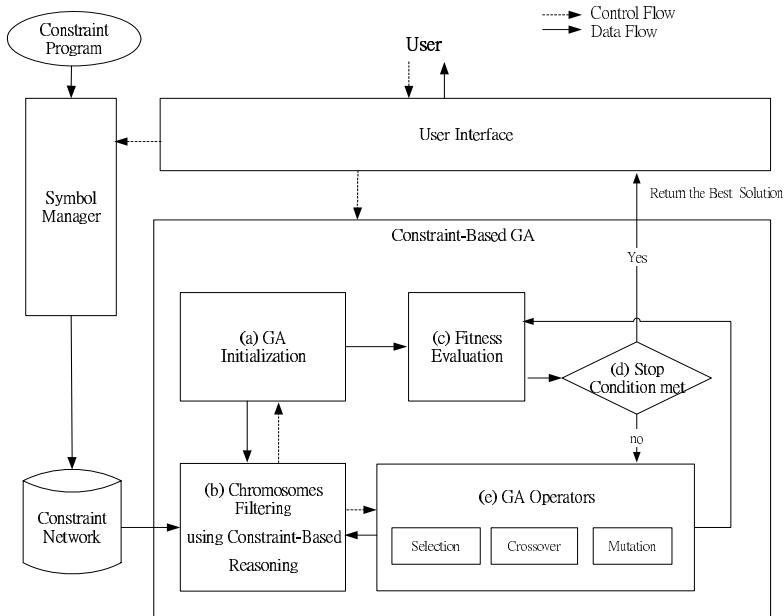 Constraint
Program
Control Flow
Data Flow
User
User Interface
Symbol
Manager
Return the Best Solution
Constraint-Based GA
Yes
(a) GA
Initialization
(c) Fitness
Evaluation
(d) Stop
Condition met
no
(b) Chromosomes
Filtering
using Constraint-Based
Reasoning
(e) GA Operators
Selection
Crossover
Mutation
Constraint
Network